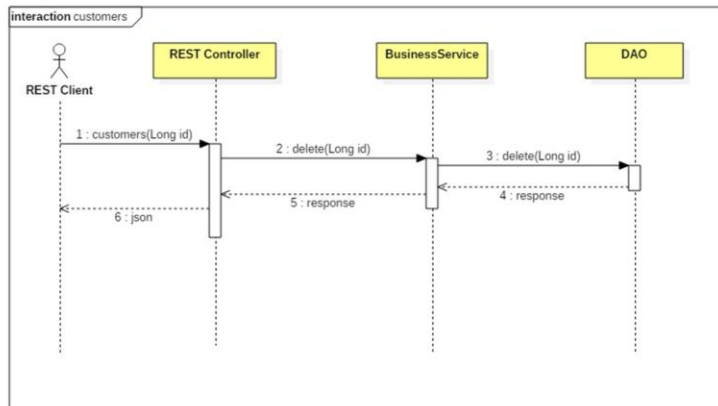 interaction customers
REST Client
REST Controller
BusinessService
DAO
1 : customers(Long id)
2 : delete(Long id)
3 : delete(Long id)
4 : response
5 : response
6 : json